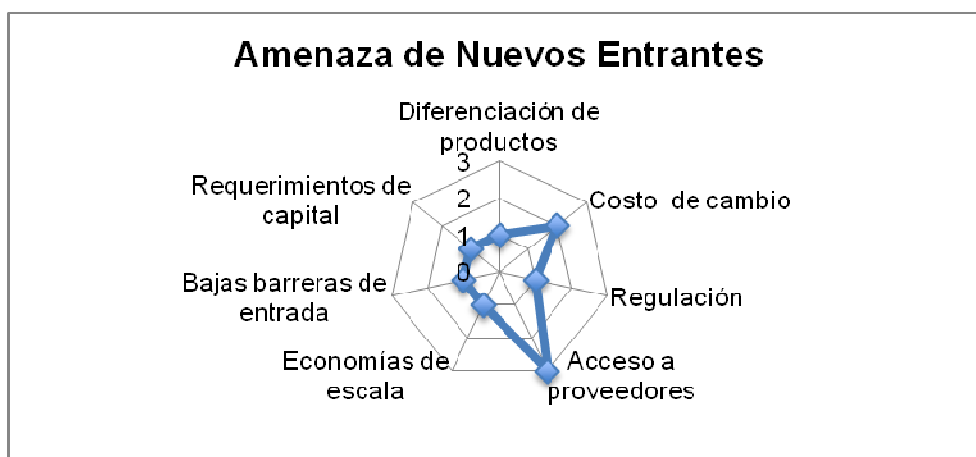 Amenaza de Nuevos Entrantes
Diferenciación de
productos
3
2
1
0
Costo de cambio
Regulación
Acceso a
proveedores
Economías de
escala
Bajas barreras de
entrada
Requerimientos de
capital